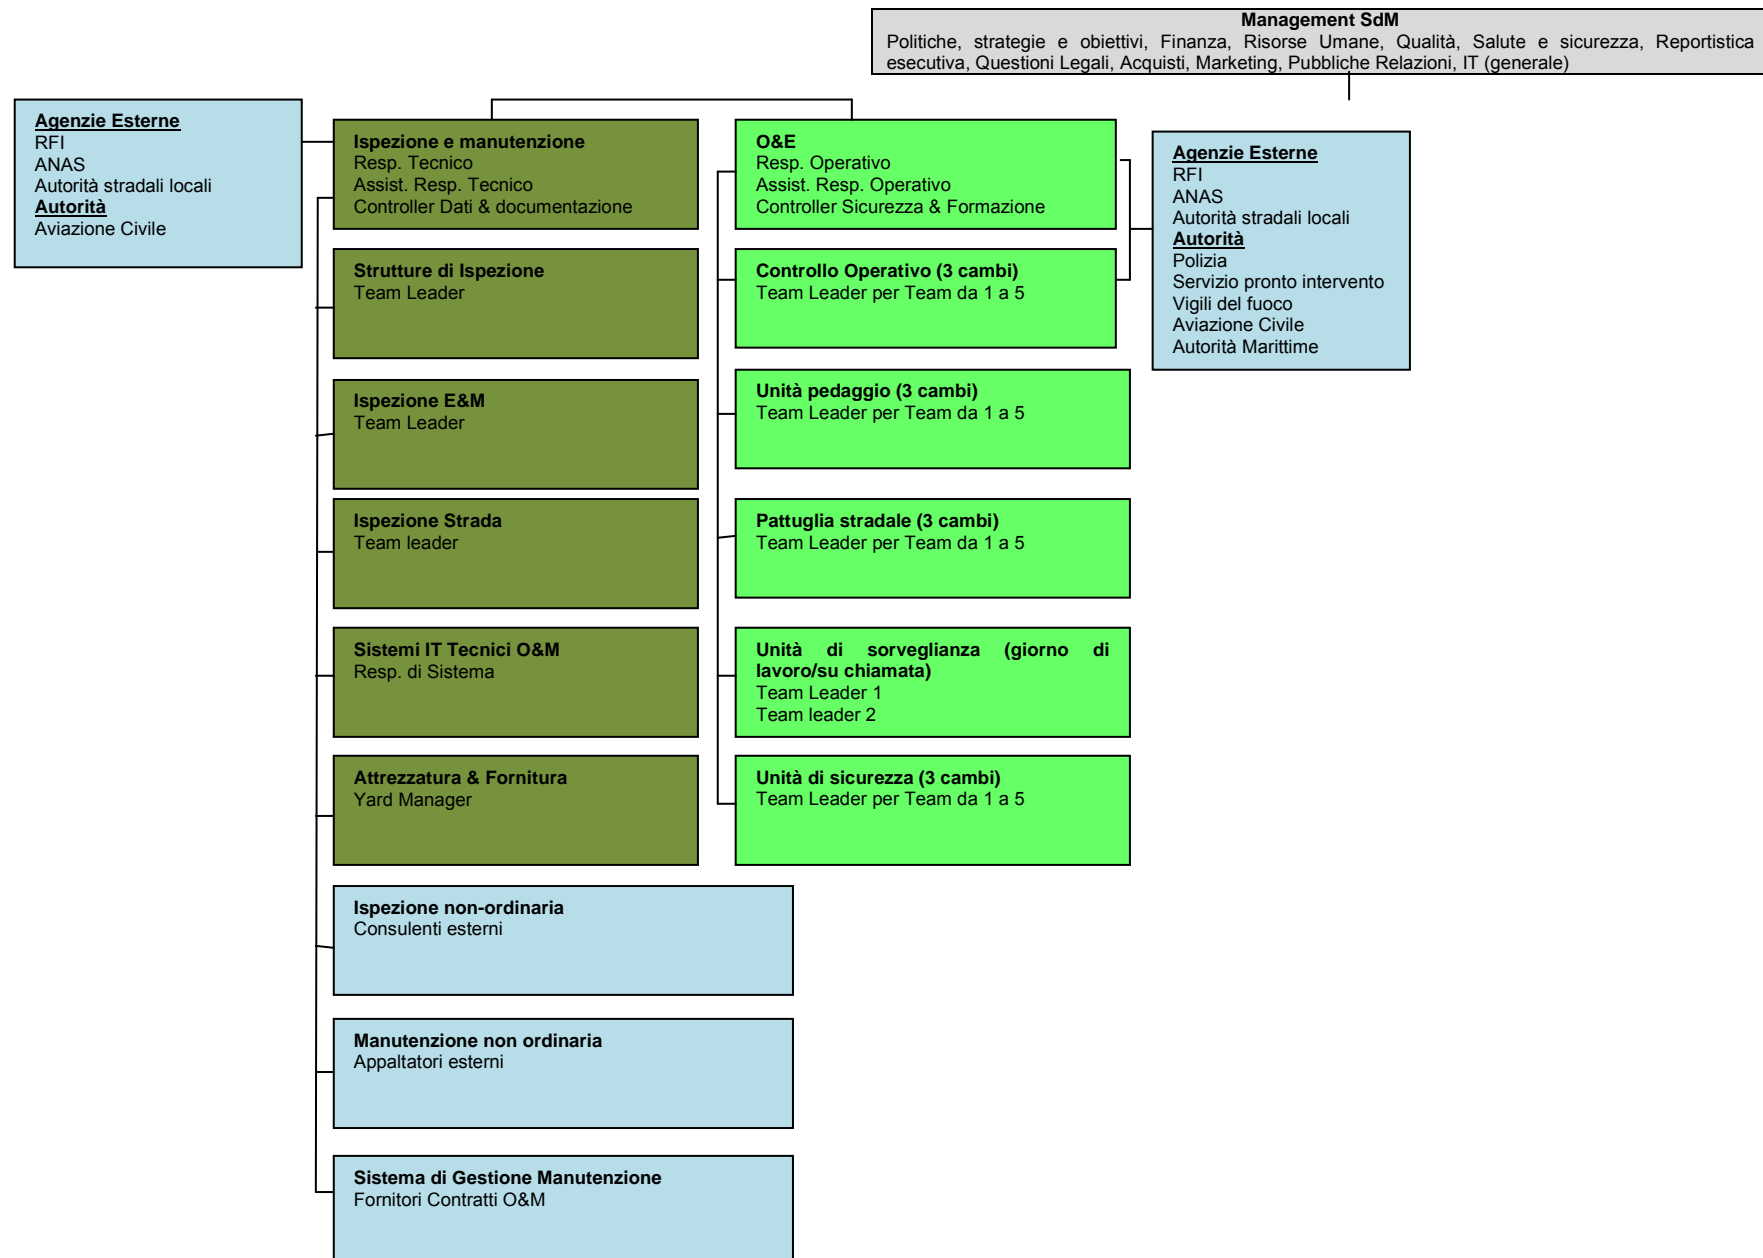 Management SdM
Politiche, strategie e obiettivi, Finanza, Risorse Umane, Qualità, Salute e sicurezza, Reportistica
esecutiva, Questioni Legali, Acquisti, Marketing, Pubbliche Relazioni, IT (generale)
Agenzie Esterne
RFI
ANAS
Autorità stradali locali
Autorità
Aviazione Civile
Ispezione e manutenzione
Resp. Tecnico
Assist. Resp. Tecnico
Controller Dati & documentazione
O&E
Resp. Operativo
Assist. Resp. Operativo
Controller Sicurezza & Formazione
Agenzie Esterne
RFI
ANAS
Autorità stradali locali
Autorità
Polizia
Servizio pronto intervento
Vigili del fuoco
Aviazione Civile
Autorità Marittime
Strutture di Ispezione
Team Leader
Controllo Operativo (3 cambi)
Team Leader per Team da 1 a 5
Ispezione E&M
Team Leader
Unità pedaggio (3 cambi)
Team Leader per Team da 1 a 5
Ispezione Strada
Team leader
Pattuglia stradale (3 cambi)
Team Leader per Team da 1 a 5
Sistemi IT Tecnici O&M
Resp. di Sistema
Unità di sorveglianza (giorno di
lavoro/su chiamata)
Team Leader 1
Team leader 2
Attrezzatura & Fornitura
Yard Manager
Unità di sicurezza (3 cambi)
Team Leader per Team da 1 a 5
Ispezione non-ordinaria
Consulenti esterni
Manutenzione non ordinaria
Appaltatori esterni
Sistema di Gestione Manutenzione
Fornitori Contratti O&M